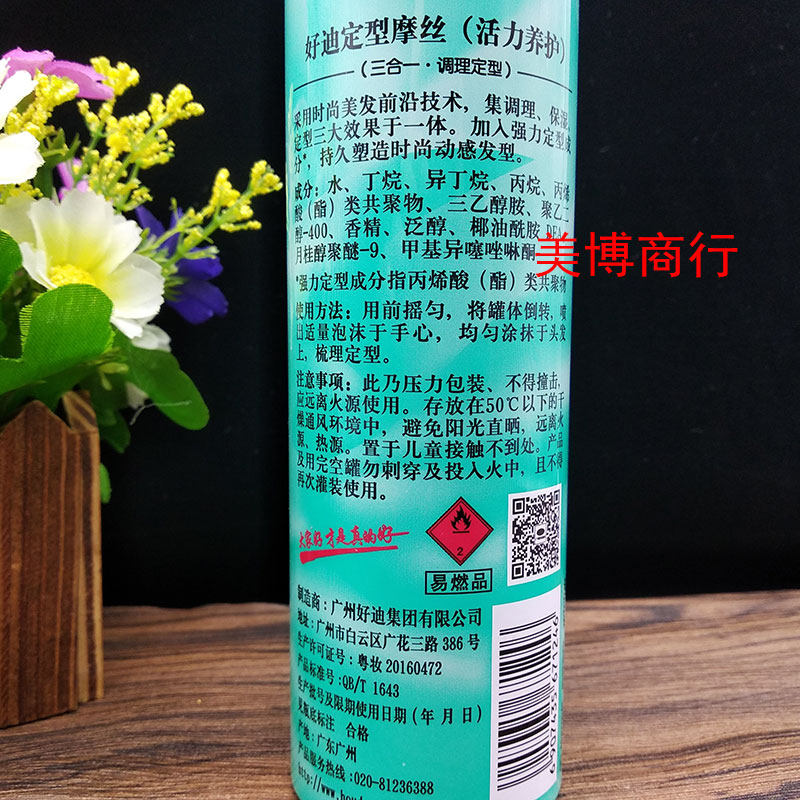 好迪定型摩丝（活力养护）
（三合一·调理定型）
采用时尚美发前沿技术，集调理、保湿、
定型三大效果于一体。加入强力定型成
分*，持久塑造时尚动感发型。
成分：水、丁烷、异丁烷、丙烷、丙烯
酸（酯）类共聚物、三乙醇胺、聚乙二
醇-400、香精、泛醇、椰油酰胺 DEA、
月桂醇聚醚-9、甲基异噻唑啉酮
美博商行
*强力定型成分指丙烯酸（酯）类共聚物
使用方法：用前摇匀，将罐体倒转，喷
出适量泡沫于手心，均匀涂抹于头发
上，梳理定型。
注意事项：此乃压力包装、不得撞击，
应远离火源使用。存放在50℃以下的干
燥通风环境中，避免阳光直晒，远离火
源、热源。置于儿童接触不到处。产品
及用完空罐勿刺穿及投入火中，且不得
再次灌装使用。
大家好 才是真的好
2
易燃品
制造商：广州好迪集团有限公司
地址：广州市白云区广花三路 386 号
生产许可证号：粤妆 20160472
产品标准号：QB/T 1643
生产批号及限期使用日期（年 月 日）
见瓶底标注 合格
产地：广东广州
产品服务热线：020-81236388
http://www.houd
6907435671246